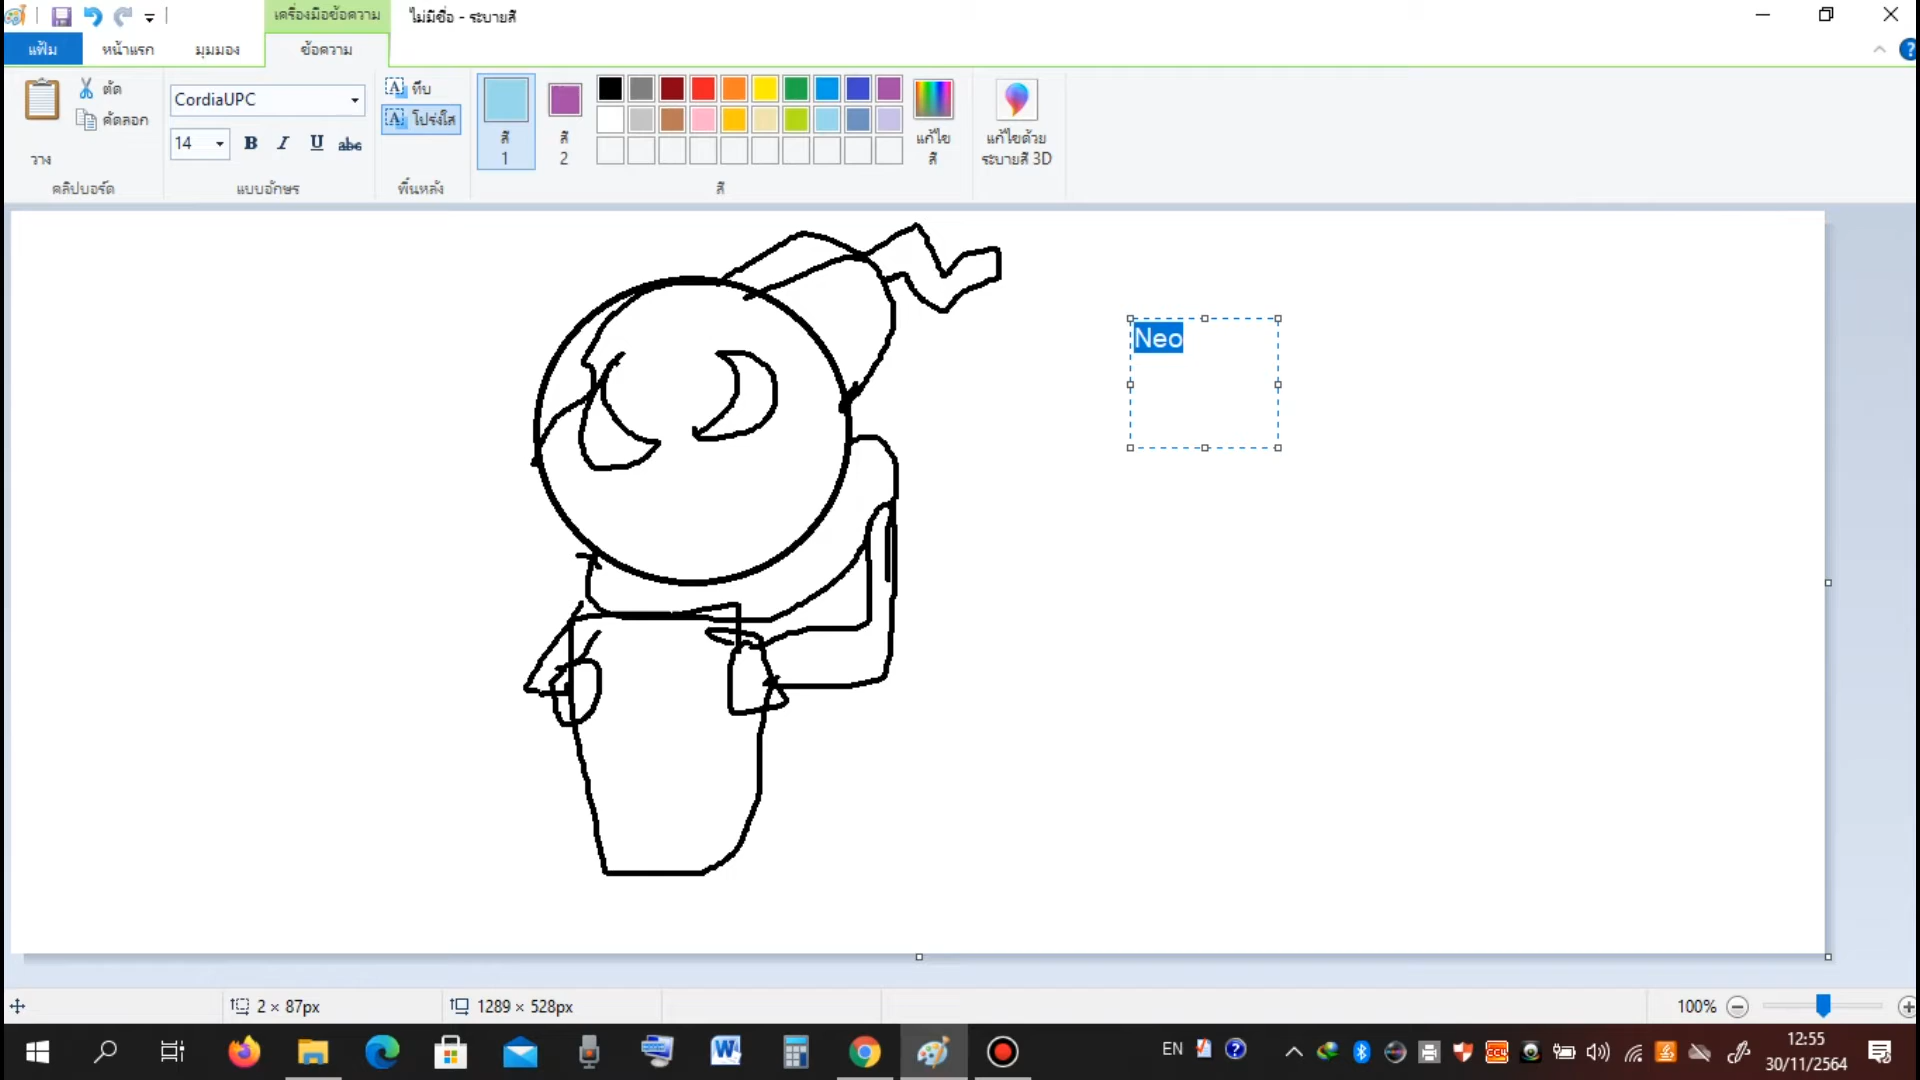 เครื่องมือข้อความ
ไม่มีชื่อ - ระบายสี
แฟ้ม
หน้าแรก
มุมมอง
ข้อความ
วาง
ตัด
คัดลอก
คลิปบอร์ด
CordiaUPC
14
B I U abc
แบบอักษร
ทึบ
โปร่งใส
พื้นหลัง
สี
1
สี
2
แก้ไข
สี
สี
แก้ไขด้วย
ระบายสี 3D
Neo
2 × 87px
1289 × 528px
100%
EN
12:55
30/11/2564